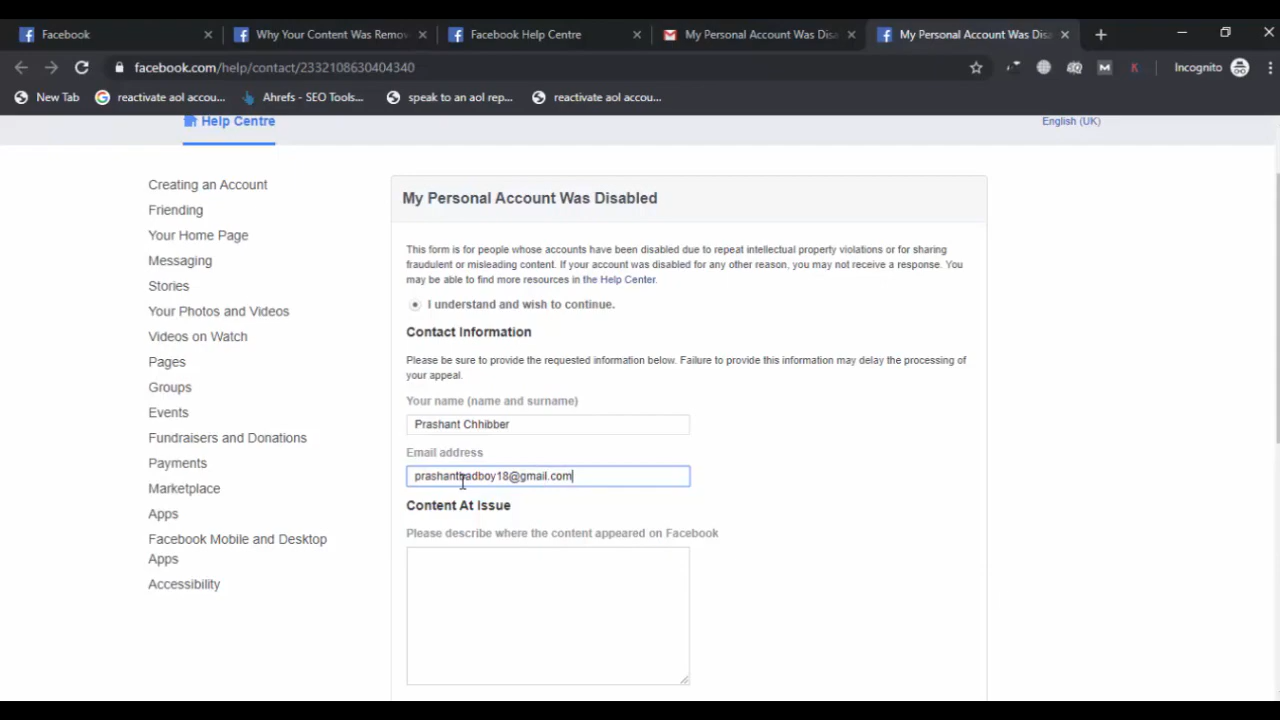 Facebook
Why Your Content Was Remov
Facebook Help Centre
My Personal Account Was Disa
My Personal Account Was Disa
facebook.com/help/contact/2332108630404340
Incognito
New Tab
reactivate aol accou...
Ahrefs - SEO Tools...
speak to an aol rep...
reactivate aol accou...
Help Centre
English (UK)
Creating an Account
Friending
Your Home Page
Messaging
Stories
Your Photos and Videos
Videos on Watch
Pages
Groups
Events
Fundraisers and Donations
Payments
Marketplace
Apps
Facebook Mobile and Desktop
Apps
Accessibility
My Personal Account Was Disabled
This form is for people whose accounts have been disabled due to repeat intellectual property violations or for sharing
fraudulent or misleading content. If your account was disabled for any other reason, you may not receive a response. You
may be able to find more resources in the Help Center.
I understand and wish to continue.
Contact Information
Please be sure to provide the requested information below. Failure to provide this information may delay the processing of
your appeal.
Your name (name and surname)
Prashant Chhibber
Email address
prashantbadboy18@gmail.com
Content At Issue
Please describe where the content appeared on Facebook